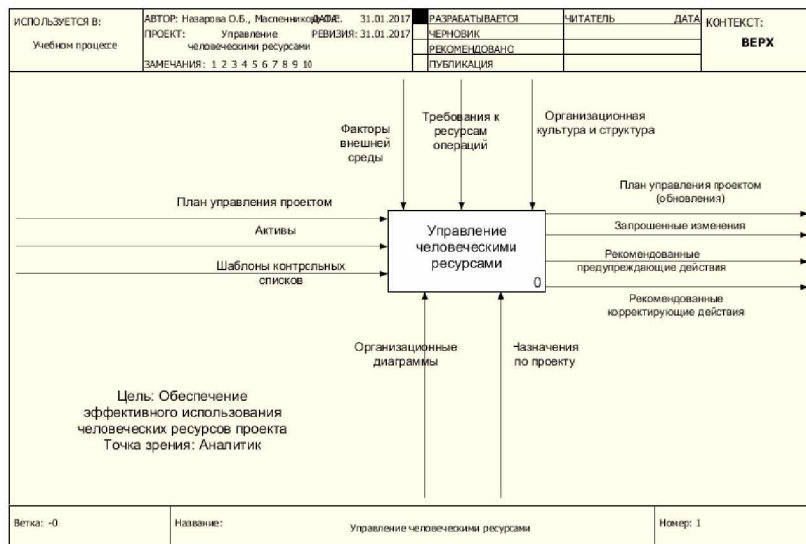 ИСПОЛЬЗУЕТСЯ В:
Учебном процессе
АВТОР: Назарова О.Б., Масленникова О.Е.
ДАТА: 31.01.2017
ПРОЕКТ: Управление
человеческими ресурсами
РЕВИЗИЯ: 31.01.2017
ЗАМЕЧАНИЯ: 1 2 3 4 5 6 7 8 9 10
РАЗРАБАТЫВАЕТСЯ
ЧЕРНОВИК
РЕКОМЕНДОВАНО
ПУБЛИКАЦИЯ
ЧИТАТЕЛЬ ДАТА
КОНТЕКСТ:
ВЕРХ
Факторы
внешней
среды
Требования к
ресурсам
операций
Организационная
культура и структура
План управления проектом
Активы
Шаблоны контрольных
списков
Управление
человеческими
ресурсами
0
План управления проектом
(обновления)
Запрошенные изменения
Рекомендованные
предупреждающие действия
Рекомендованные
корректирующие действия
Организационные
диаграммы
Назначения
по проекту
Цель: Обеспечение
эффективного использования
человеческих ресурсов проекта
Точка зрения: Аналитик
Ветка: -0
Название:
Управление человеческими ресурсами
Номер: 1